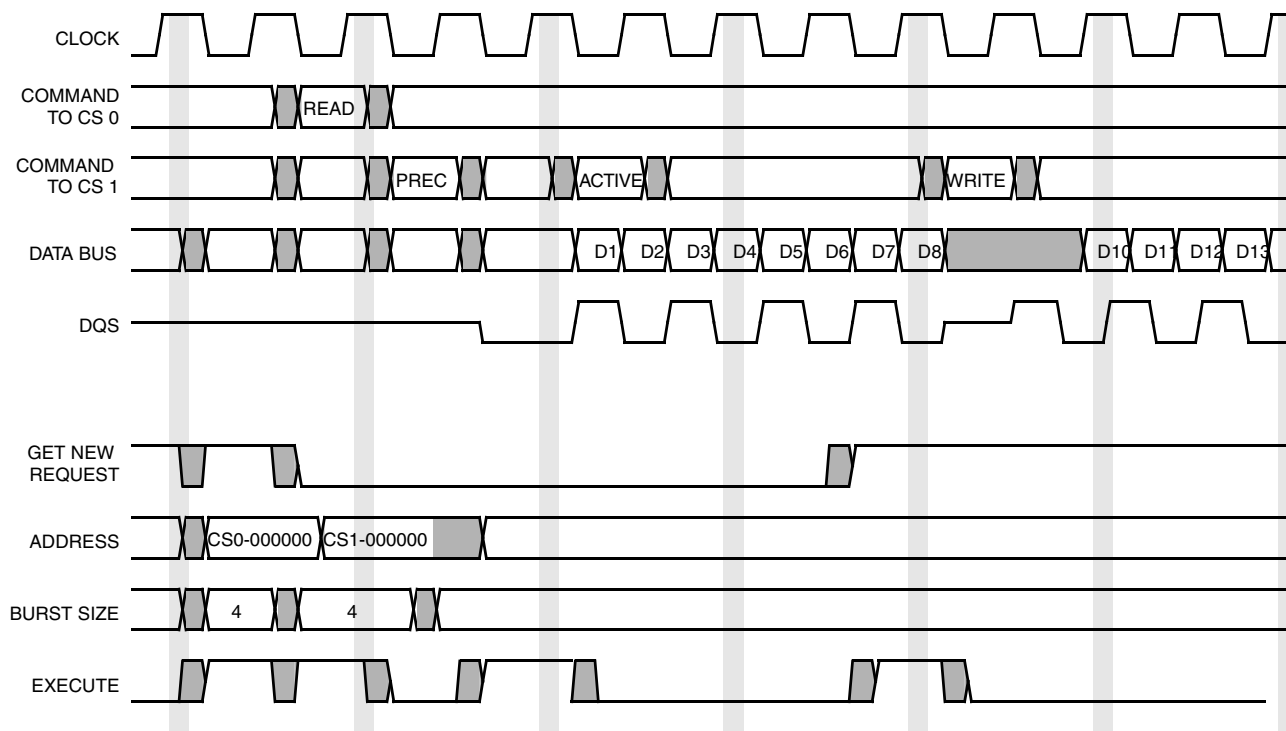 CLOCK
COMMAND
TO CS 0
READ
COMMAND
TO CS 1
PREC
ACTIVE
WRITE
DATA BUS
D1 D2 D3 D4 D5 D6 D7 D8 D10 D11 D12 D13
DQS
GET NEW
REQUEST
ADDRESS
CS0-000000 CS1-000000
BURST SIZE
4 4
EXECUTE